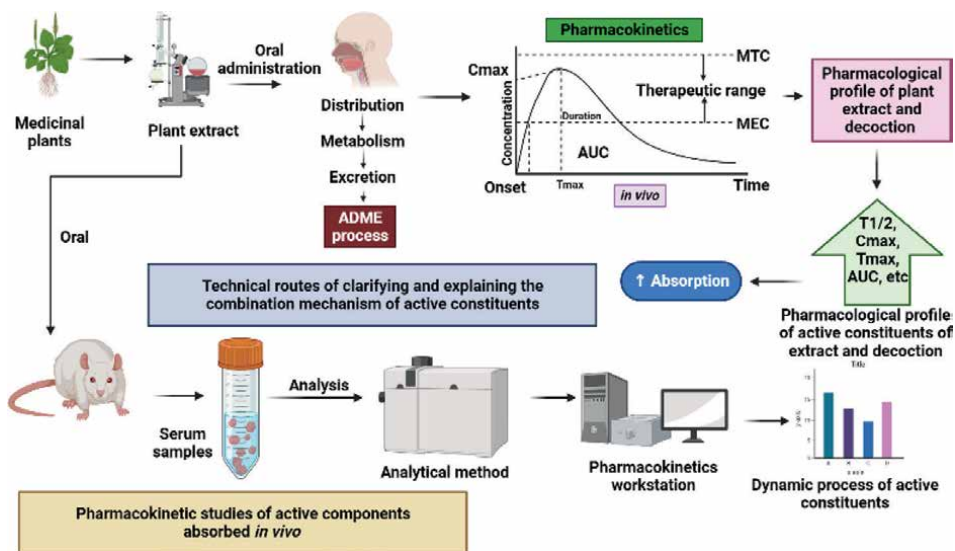 Medicinal
plants
Plant extract
Oral
administration
Distribution
Metabolism
Excretion
ADME
process
Pharmacokinetics
Cmax
Concentration
Onset
Duration
AUC
Tmax
Time
in vivo
MTC
Therapeutic range
MEC
Pharmacological
profile of plant
extract and
decoction
T1/2,
Cmax,
Tmax,
AUC, etc
↑ Absorption
Pharmacological profile
of active constituents of
extract and decoction
Oral
Technical routes of clarifying and explaining the
combination mechanism of active constituents
Serum
samples
Analysis
Analytical method
Pharmacokinetics
workstation
Title
Dynamic process of active
constituents
Pharmacokinetic studies of active components
absorbed in vivo